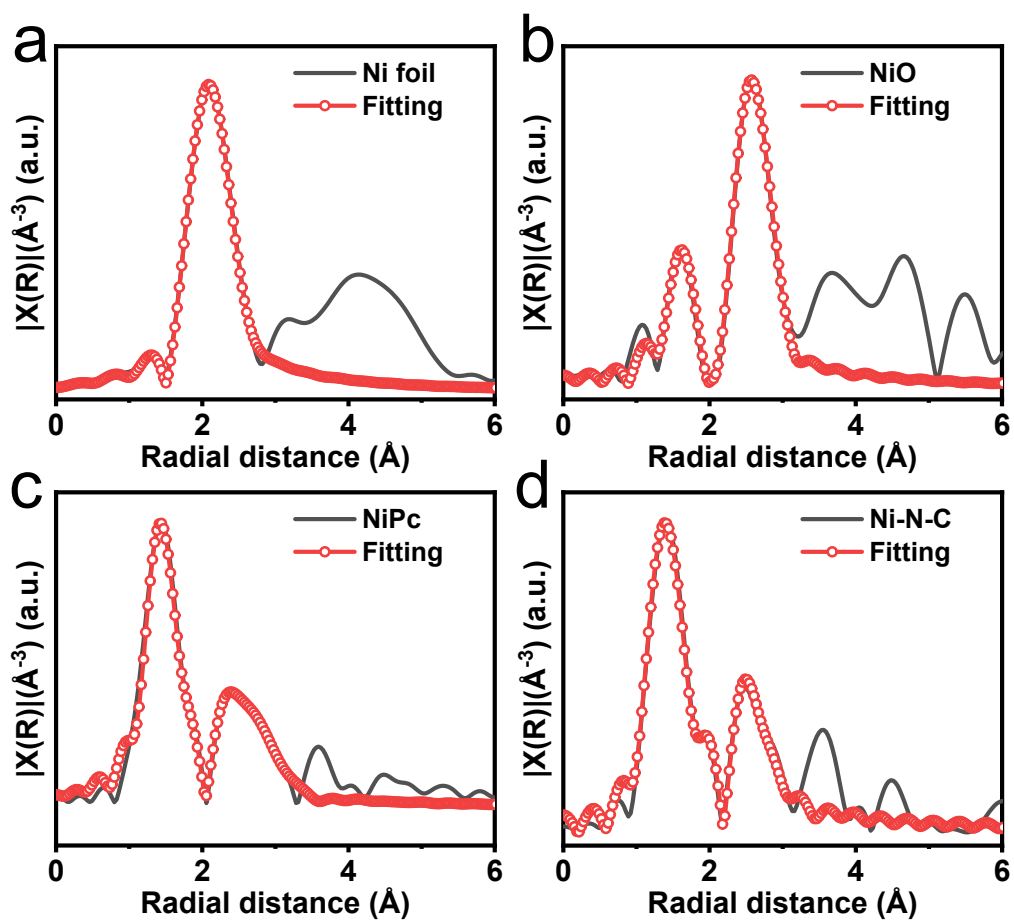 a
Ni foil
Fitting
|X(R)|(Å⁻³) (a.u.)
0 2 4 6
Radial distance (Å)
b
NiO
Fitting
|X(R)|(Å⁻³) (a.u.)
0 2 4 6
Radial distance (Å)
c
NiPc
Fitting
|X(R)|(Å⁻³) (a.u.)
0 2 4 6
Radial distance (Å)
d
Ni-N-C
Fitting
|X(R)|(Å⁻³) (a.u.)
0 2 4 6
Radial distance (Å)